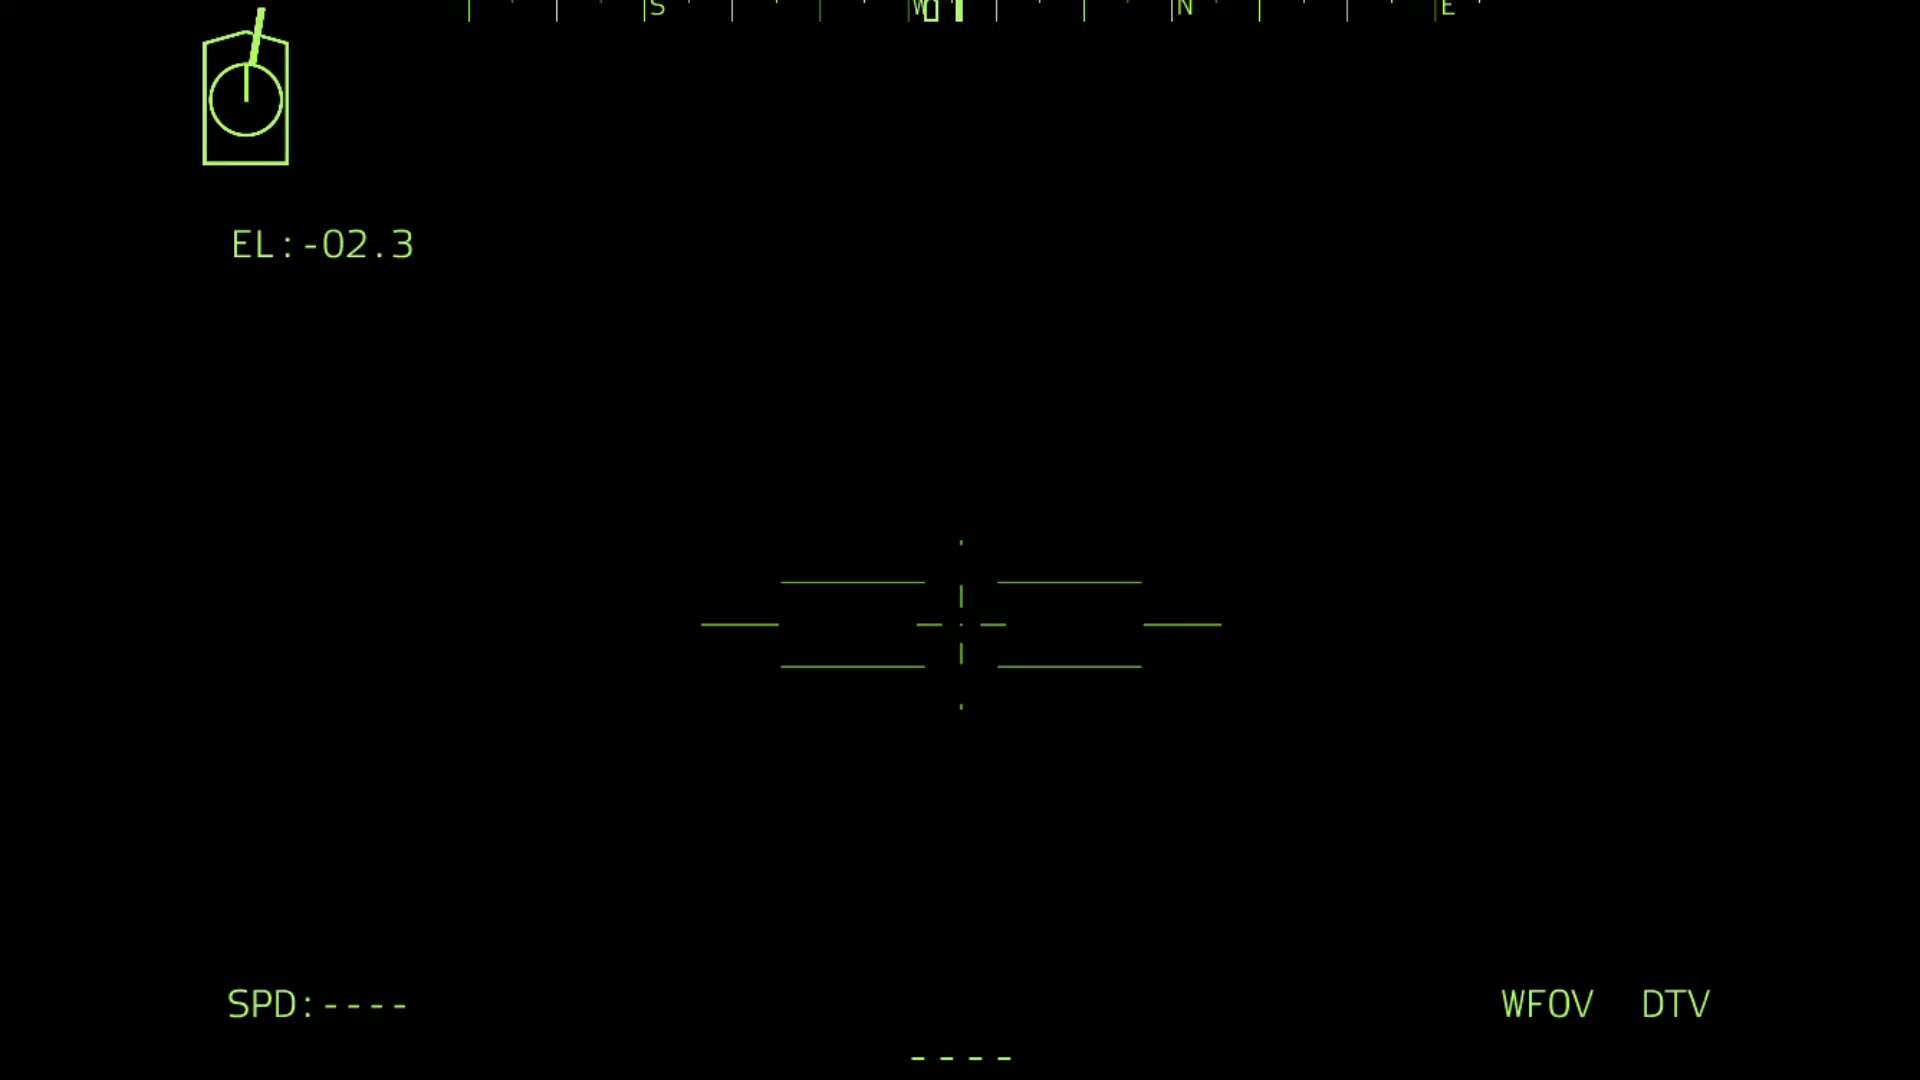 S W N E
EL:-02.3
SPD:---- WFOV DTV
----